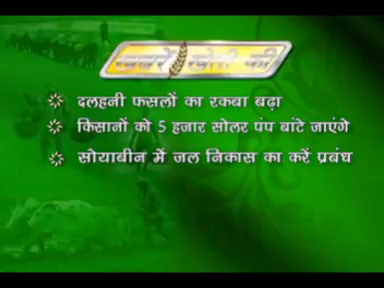 खबरें खेती की
दलहनी फसलों का रकबा बढ़ा
किसानों को 5 हजार सोलर पंप बांटे जाएंगे
सोयाबीन में जल निकास का करें प्रबंध